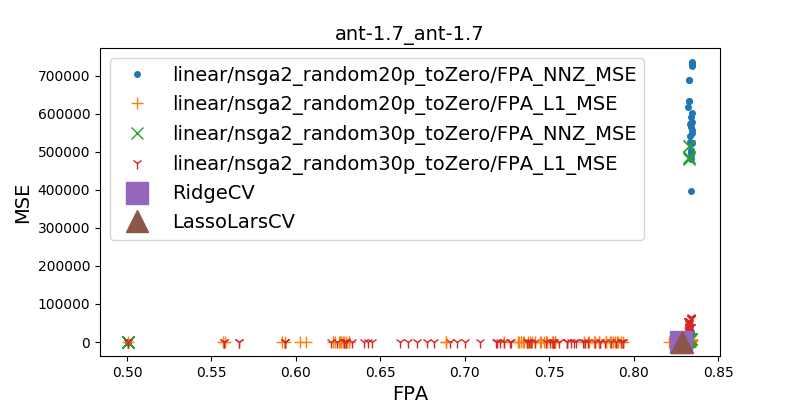 ant-1.7_ant-1.7
MSE
700000
600000
500000
400000
300000
200000
100000
0
linear/nsga2_random20p_toZero/FPA_NNZ_MSE
linear/nsga2_random20p_toZero/FPA_L1_MSE
linear/nsga2_random30p_toZero/FPA_NNZ_MSE
linear/nsga2_random30p_toZero/FPA_L1_MSE
RidgeCV
LassoLarsCV
0.50 0.55 0.60 0.65 0.70 0.75 0.80 0.85
FPA